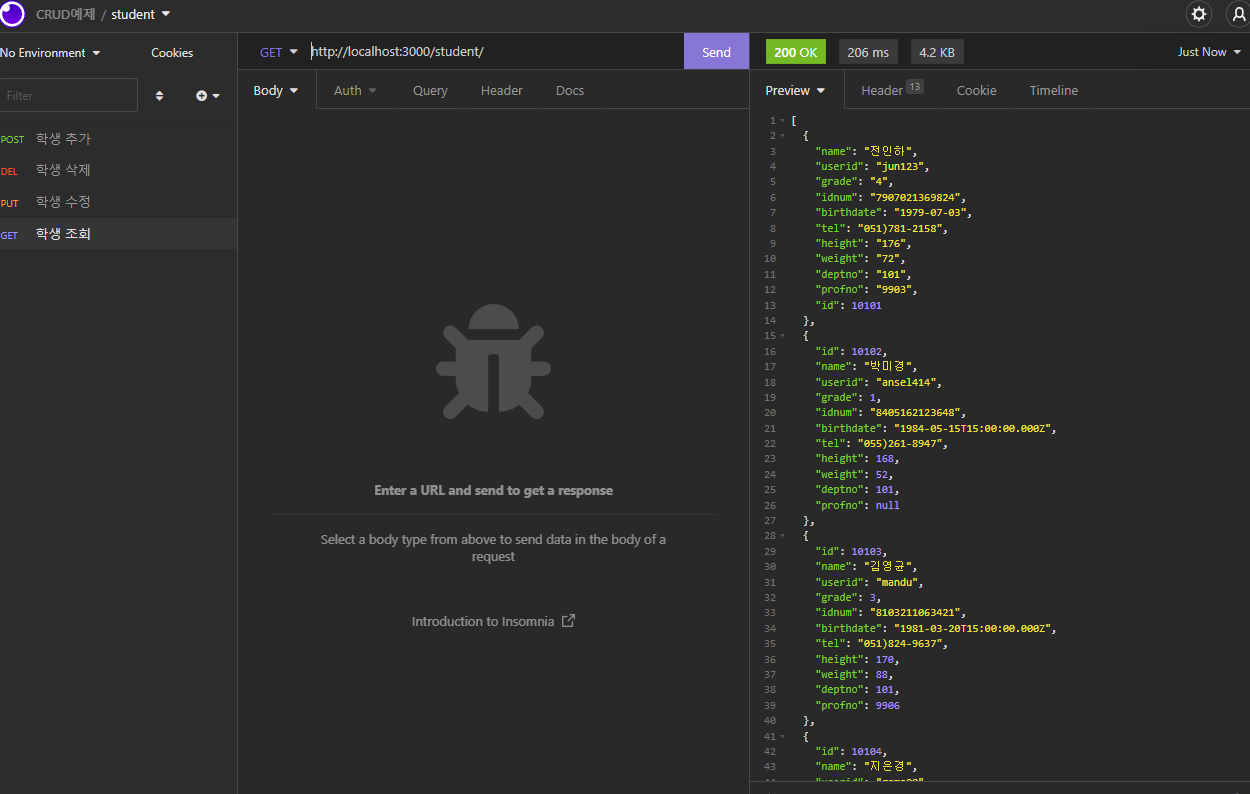 CRUD예제 / student
No Environment
Cookies
Filter
POST 학생 추가
DEL 학생 삭제
PUT 학생 수정
GET 학생 조회
GET http://localhost:3000/student/ Send
Body Auth Query Header Docs
Enter a URL and send to get a response
Select a body type from above to send data in the body of a
request
Introduction to Insomnia
200 OK 206 ms 4.2 KB Just Now
Preview Header 13 Cookie Timeline
1 [
2 {
3 "name": "전인하",
4 "userid": "jun123",
5 "grade": "4",
6 "idnum": "7907021369824",
7 "birthdate": "1979-07-03",
8 "tel": "051)781-2158",
9 "height": "176",
10 "weight": "72",
11 "deptno": "101",
12 "profno": "9903",
13 "id": 10101
14 },
15 {
16 "id": 10102,
17 "name": "박미경",
18 "userid": "ansel414",
19 "grade": 1,
20 "idnum": "8405162123648",
21 "birthdate": "1984-05-15T15:00:00.000Z",
22 "tel": "055)261-8947",
23 "height": 168,
24 "weight": 52,
25 "deptno": 101,
26 "profno": null
27 },
28 {
29 "id": 10103,
30 "name": "김영균",
31 "userid": "mandu",
32 "grade": 3,
33 "idnum": "8103211063421",
34 "birthdate": "1981-03-20T15:00:00.000Z",
35 "tel": "051)824-9637",
36 "height": 170,
37 "weight": 88,
38 "deptno": 101,
39 "profno": 9906
40 },
41 {
42 "id": 10104,
43 "name": "지은경",